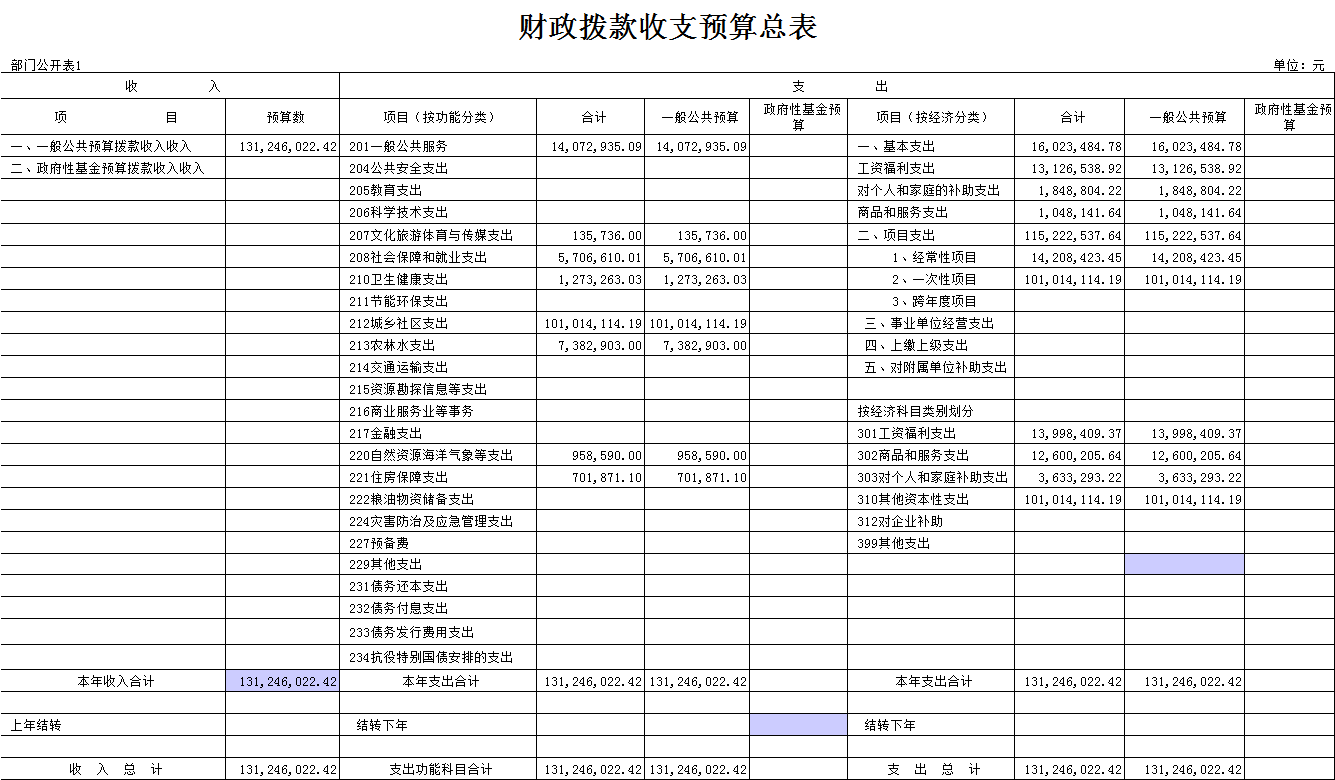 财政拨款收支预算总表
部门公开表1 单位：元
收 入 支 出
项 目 预算数 项目（按功能分类） 合计 一般公共预算 政府性基金预算 项目（按经济分类） 合计 一般公共预算 政府性基金预算
一、一般公共预算拨款收入收入 131,246,022.42 201一般公共服务 14,072,935.09 14,072,935.09 一、基本支出 16,023,484.78 16,023,484.78
二、政府性基金预算拨款收入收入 204公共安全支出 工资福利支出 13,126,538.92 13,126,538.92
205教育支出 对个人和家庭的补助支出 1,848,804.22 1,848,804.22
206科学技术支出 商品和服务支出 1,048,141.64 1,048,141.64
207文化旅游体育与传媒支出 135,736.00 135,736.00 二、项目支出 115,222,537.64 115,222,537.64
208社会保障和就业支出 5,706,610.01 5,706,610.01 1、经常性项目 14,208,423.45 14,208,423.45
210卫生健康支出 1,273,263.03 1,273,263.03 2、一次性项目 101,014,114.19 101,014,114.19
211节能环保支出 3、跨年度项目
212城乡社区支出 101,014,114.19 101,014,114.19 三、事业单位经营支出
213农林水支出 7,382,903.00 7,382,903.00 四、上缴上级支出
214交通运输支出 五、对附属单位补助支出
215资源勘探信息等支出
216商业服务业等事务 按经济科目类别划分
217金融支出 301工资福利支出 13,998,409.37 13,998,409.37
220自然资源海洋气象等支出 958,590.00 958,590.00 302商品和服务支出 12,600,205.64 12,600,205.64
221住房保障支出 701,871.10 701,871.10 303对个人和家庭补助支出 3,633,293.22 3,633,293.22
222粮油物资储备支出 310其他资本性支出 101,014,114.19 101,014,114.19
224灾害防治及应急管理支出 312对企业补助
227预备费 399其他支出
229其他支出
231债务还本支出
232债务付息支出
233债务发行费用支出
234抗役特别国债安排的支出
本年收入合计 131,246,022.42 本年支出合计 131,246,022.42 131,246,022.42 本年支出合计 131,246,022.42 131,246,022.42
上年结转 结转下年 结转下年
收 入 总 计 131,246,022.42 支出功能科目合计 131,246,022.42 131,246,022.42 支 出 总 计 131,246,022.42 131,246,022.42